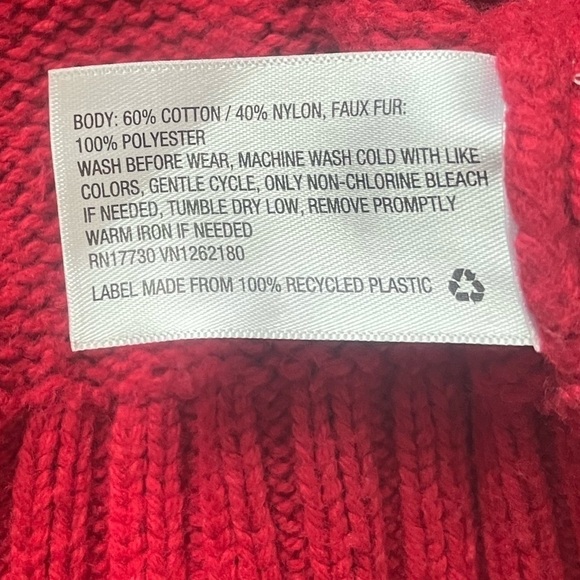 BODY: 60% COTTON / 40% NYLON, FAUX FUR:
100% POLYESTER
WASH BEFORE WEAR, MACHINE WASH COLD WITH LIKE
COLORS, GENTLE CYCLE, ONLY NON-CHLORINE BLEACH
IF NEEDED, TUMBLE DRY LOW, REMOVE PROMPTLY
WARM IRON IF NEEDED
RN17730 VN1262180
LABEL MADE FROM 100% RECYCLED PLASTIC